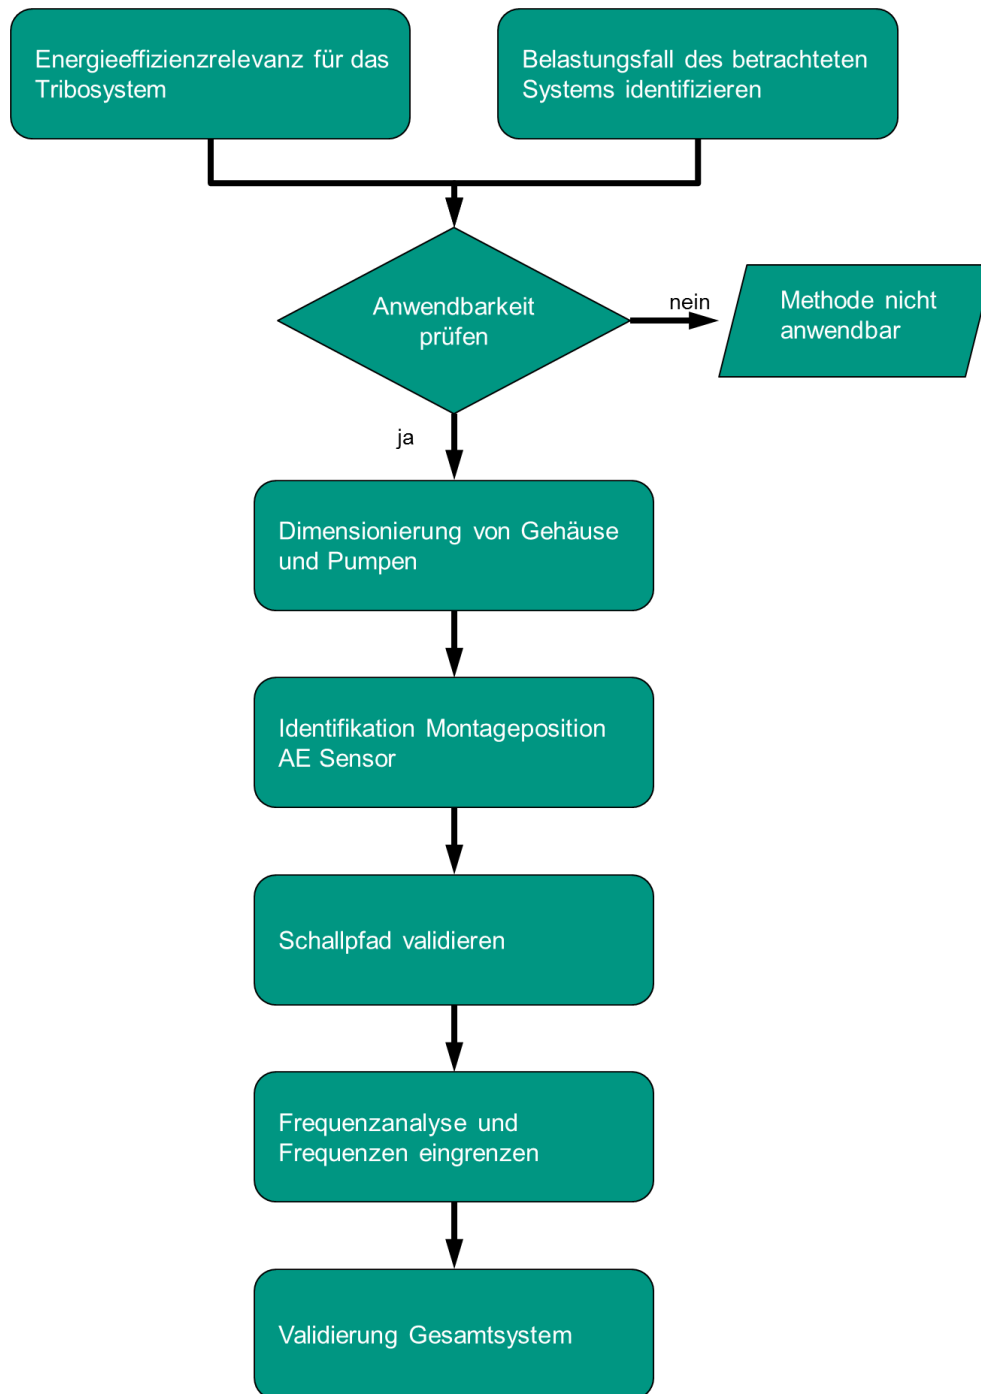 Energieeffizienzrelevanz für das
Tribosystem
Belastungsfall des betrachteten
Systems identifizieren
Anwendbarkeit
prüfen
nein
Methode nicht
anwendbar
ja
Dimensionierung von Gehäuse
und Pumpen
Identifikation Montageposition
AE Sensor
Schallpfad validieren
Frequenzanalyse und
Frequenzen eingrenzen
Validierung Gesamtsystem